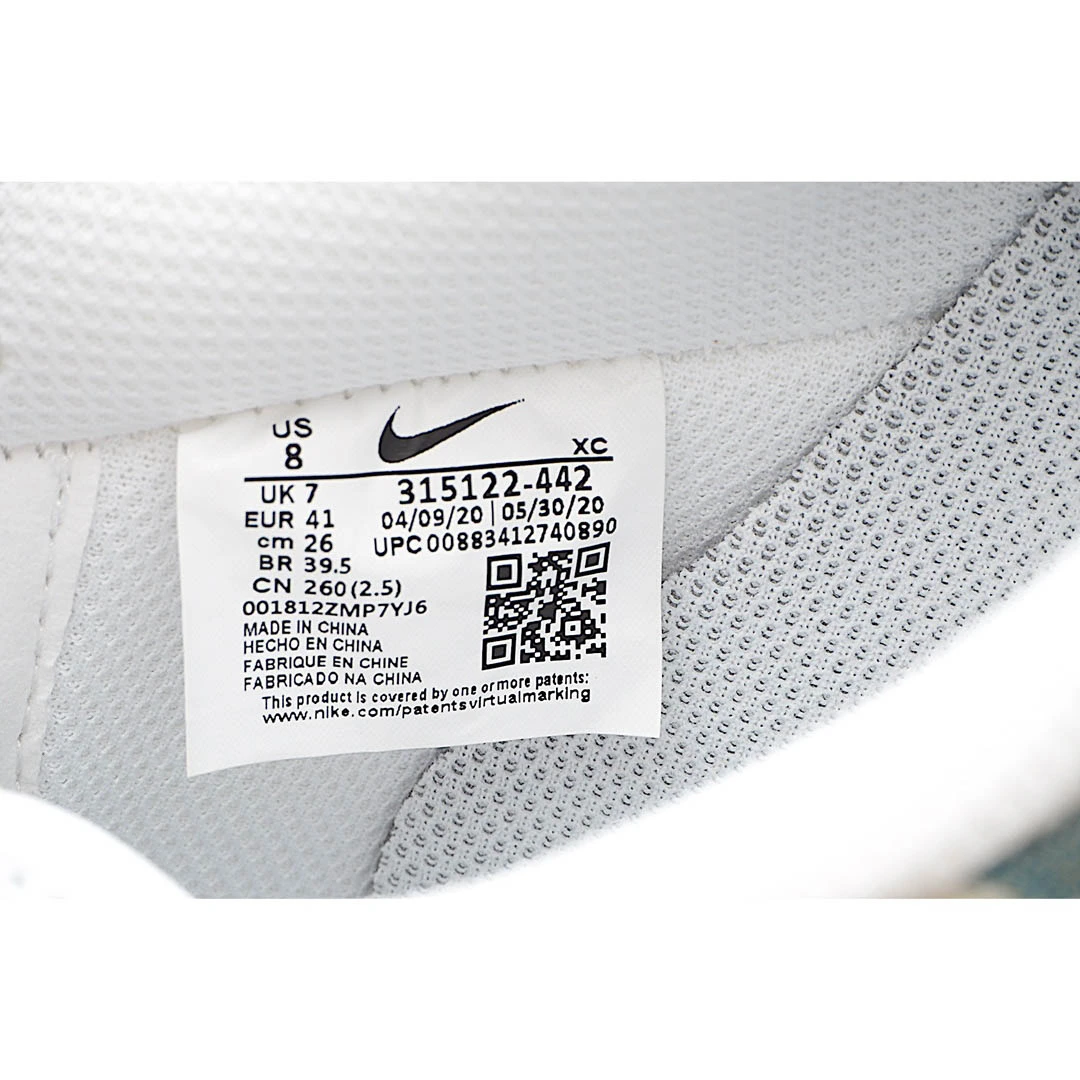 US
8
XC
UK 7
315122-442
EUR 41
04/09/20 | 05/30/20
cm 26
UPC 00883412740890
BR 39.5
CN 260(2.5)
001812ZMP7YJ6
MADE IN CHINA
HECHO EN CHINA
FABRIQUE EN CHINE
FABRICADO NA CHINA
This product is covered by one or more patents:
www.nike.com/patentsvirtualmarking